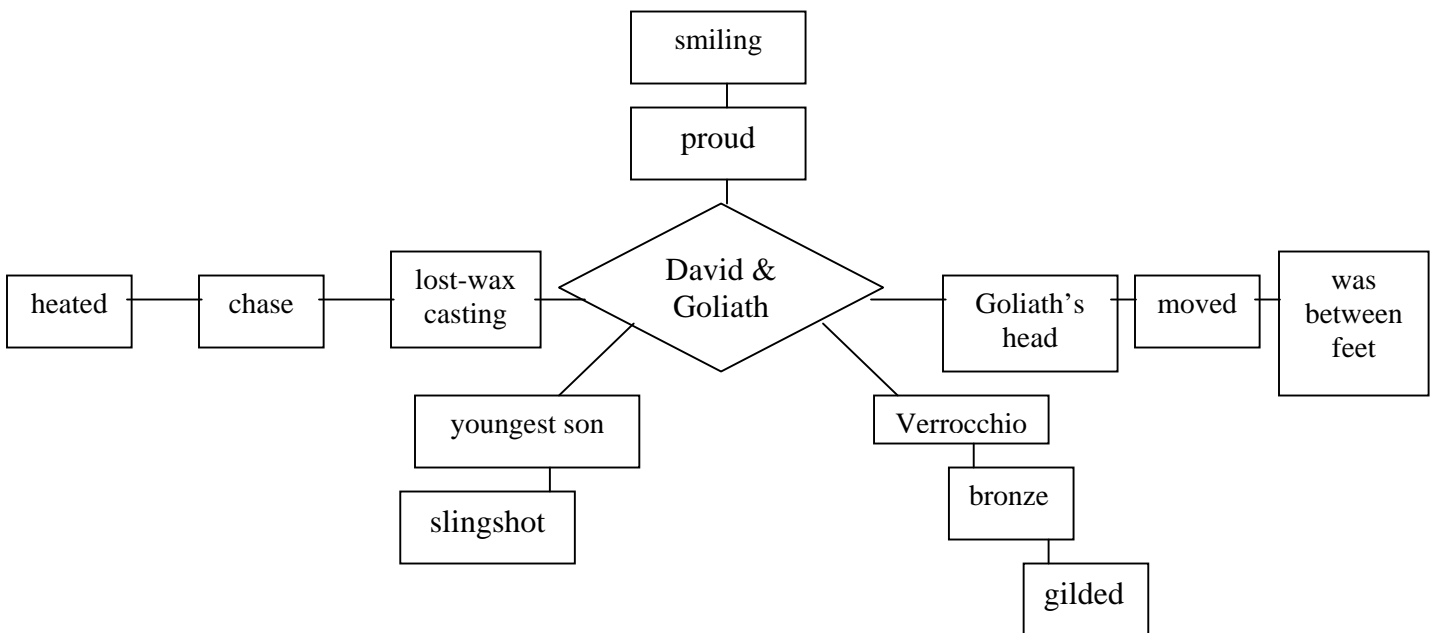 smiling
proud
David &
Goliath
lost-wax
casting
chase
heated
Goliath’s
head
moved
was
between
feet
youngest son
slingshot
Verrocchio
bronze
gilded